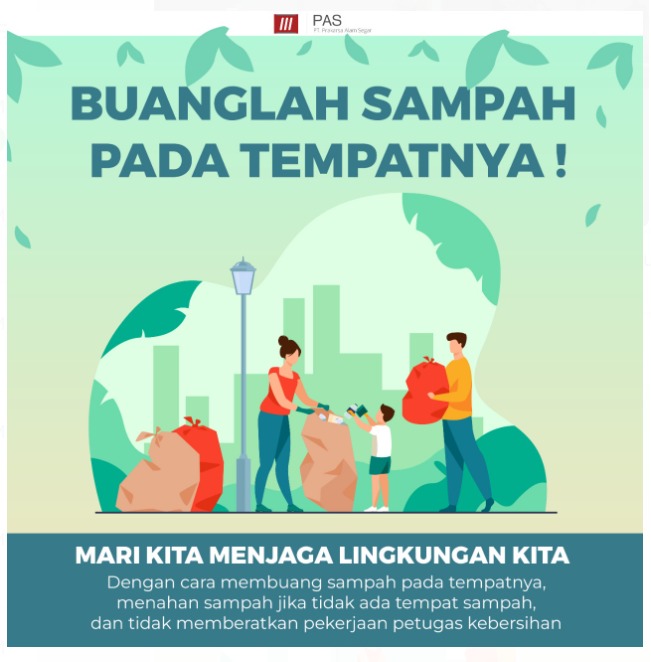 PAS
PT. Prakarsa Alam Segar
BUANGLAH SAMPAH
PADA TEMPATNYA !
MARI KITA MENJAGA LINGKUNGAN KITA
Dengan cara membuang sampah pada tempatnya,
menahan sampah jika tidak ada tempat sampah,
dan tidak memberatkan pekerjaan petugas kebersihan